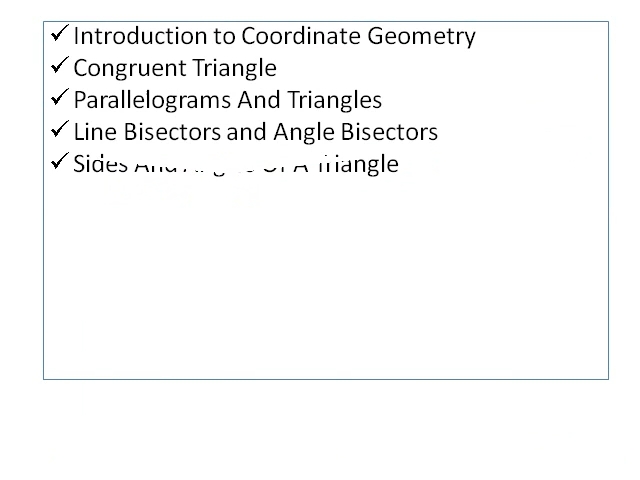 Introduction to Coordinate Geometry
Congruent Triangle
Parallelograms And Triangles
Line Bisectors and Angle Bisectors
Sides And Angles Of A Triangle